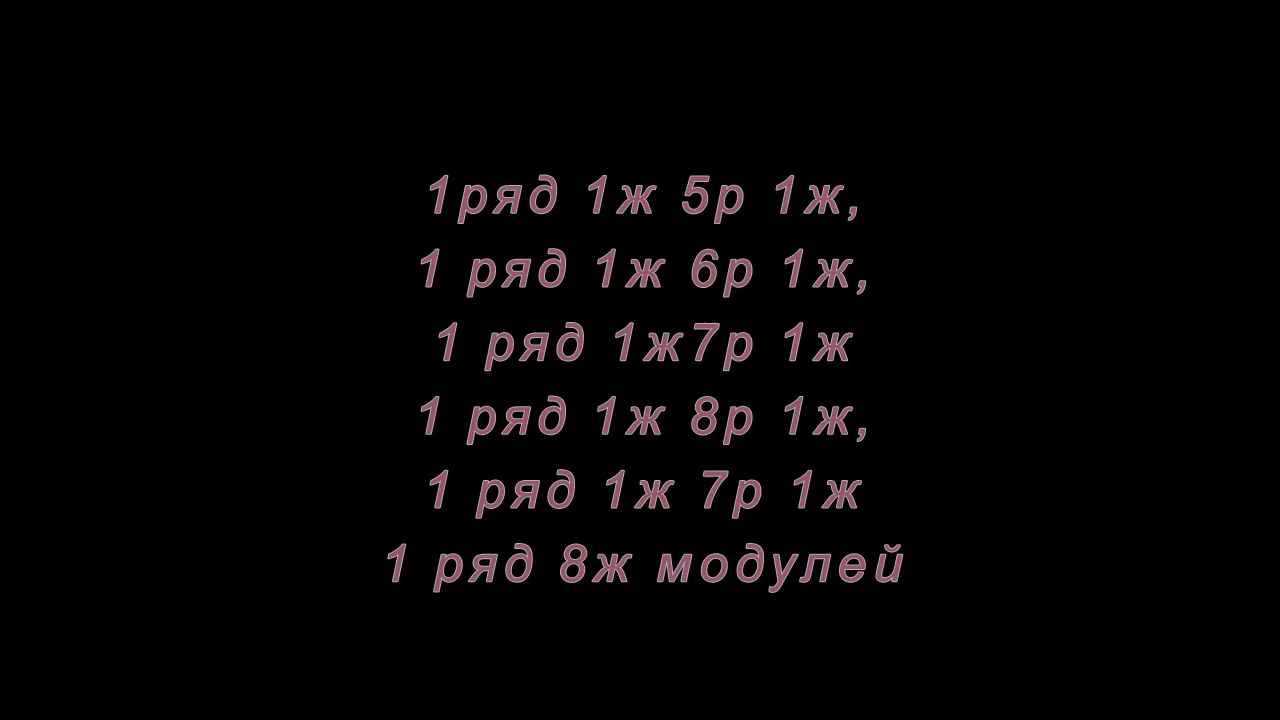 1ряд 1ж 5р 1ж,
1 ряд 1ж 6р 1ж,
1 ряд 1ж7р 1ж
1 ряд 1ж 8р 1ж,
1 ряд 1ж 7р 1ж
1 ряд 8ж модулей